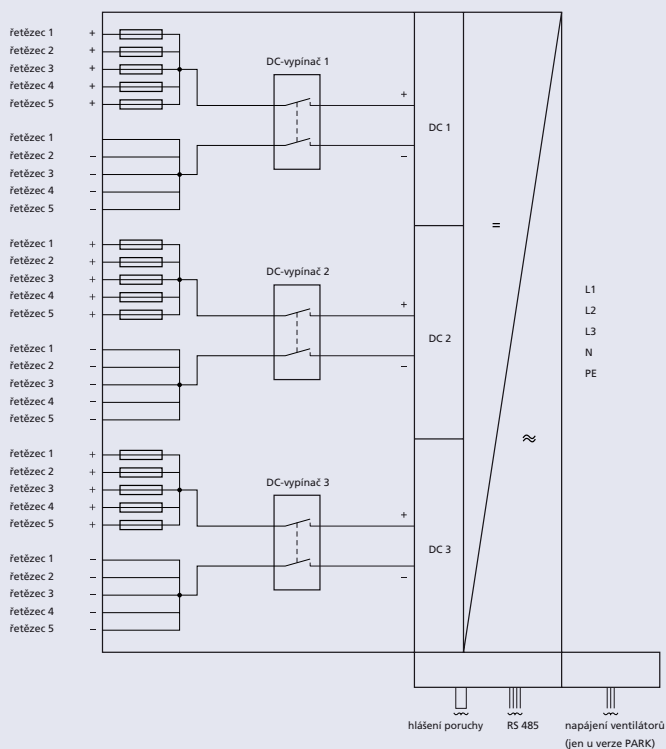 řetězec 1 +
řetězec 2 +
řetězec 3 +
řetězec 4 +
řetězec 5 +
DC-vypínač 1
+
řetězec 1
řetězec 2 –
řetězec 3 –
řetězec 4 –
řetězec 5 –
–
DC 1
řetězec 1 +
řetězec 2 +
řetězec 3 +
řetězec 4 +
řetězec 5 +
DC-vypínač 2
+
řetězec 1 –
řetězec 2 –
řetězec 3 –
řetězec 4 –
řetězec 5 –
–
DC 2
řetězec 1 +
řetězec 2 +
řetězec 3 +
řetězec 4 +
řetězec 5 +
DC-vypínač 3
+
řetězec 1 –
řetězec 2 –
řetězec 3 –
řetězec 4 –
řetězec 5 –
–
DC 3
=
≈
L1
L2
L3
N
PE
hlášení poruchy
RS 485
napájení ventilátorů
(jen u verze PARK)